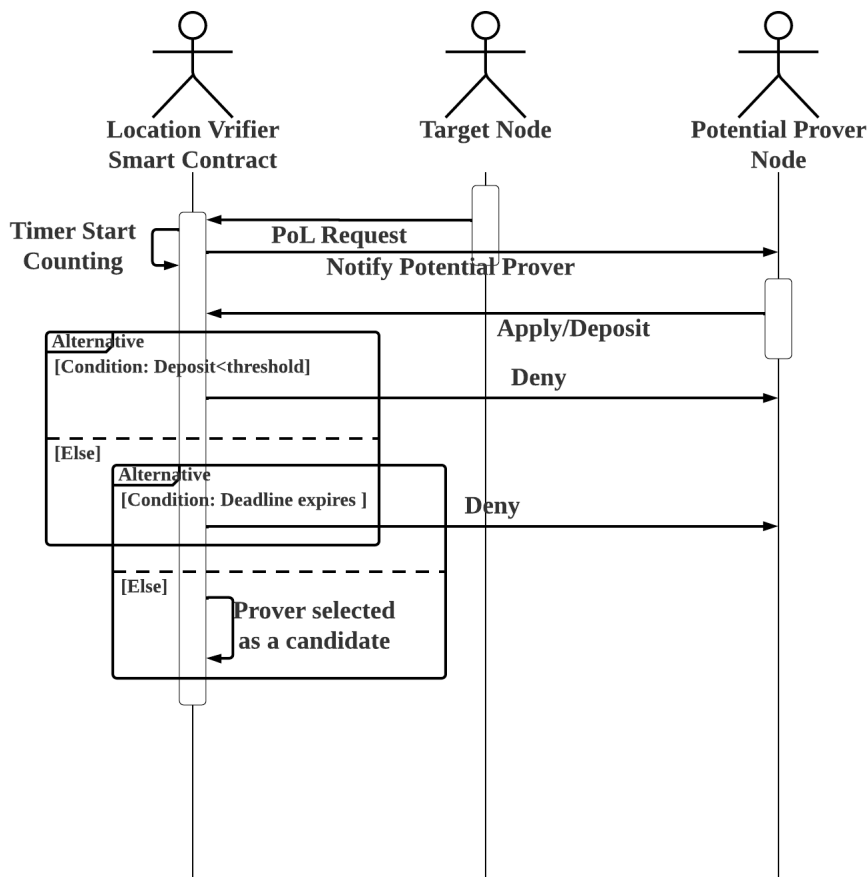 Location Vrifier
Smart Contract
Target Node
Potential Prover
Node
Timer Start
Counting
PoL Request
Notify Potential Prover
Apply/Deposit
Alternative
[Condition: Deposit<threshold]
Deny
[Else]
Alternative
[Condition: Deadline expires ]
Deny
[Else]
Prover selected
as a candidate